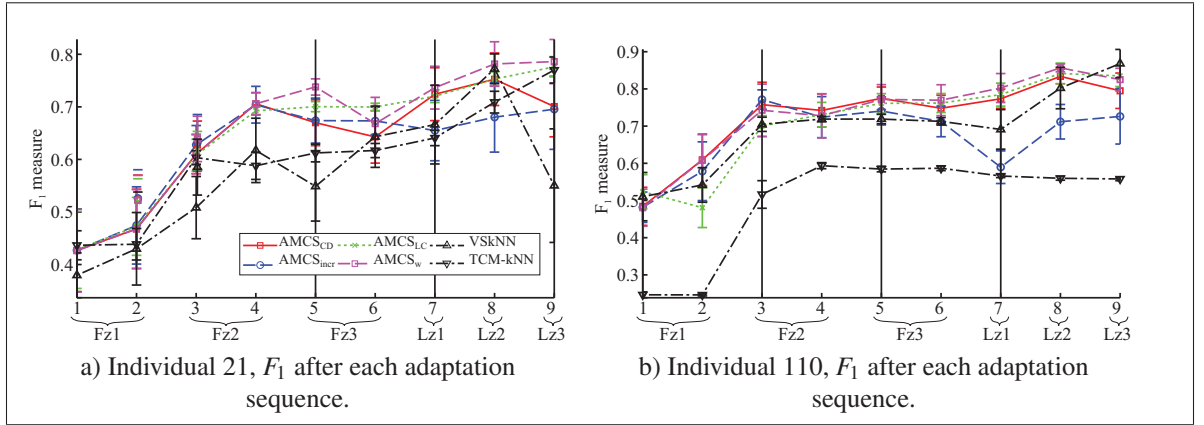 0.8
0.7
0.6
0.5
0.4
F1 measure
AMCSCD AMCSLC VSkNN
AMCSincr AMCSw TCM-kNN
1 2 3 4 5 6 7 8 9
Fz1 Fz2 Fz3 Lz1 Lz2 Lz3
a) Individual 21, F1 after each adaptation
sequence.
0.9
0.8
0.7
0.6
0.5
0.4
0.3
F1 measure
1 2 3 4 5 6 7 8 9
Fz1 Fz2 Fz3 Lz1 Lz2 Lz3
b) Individual 110, F1 after each adaptation
sequence.